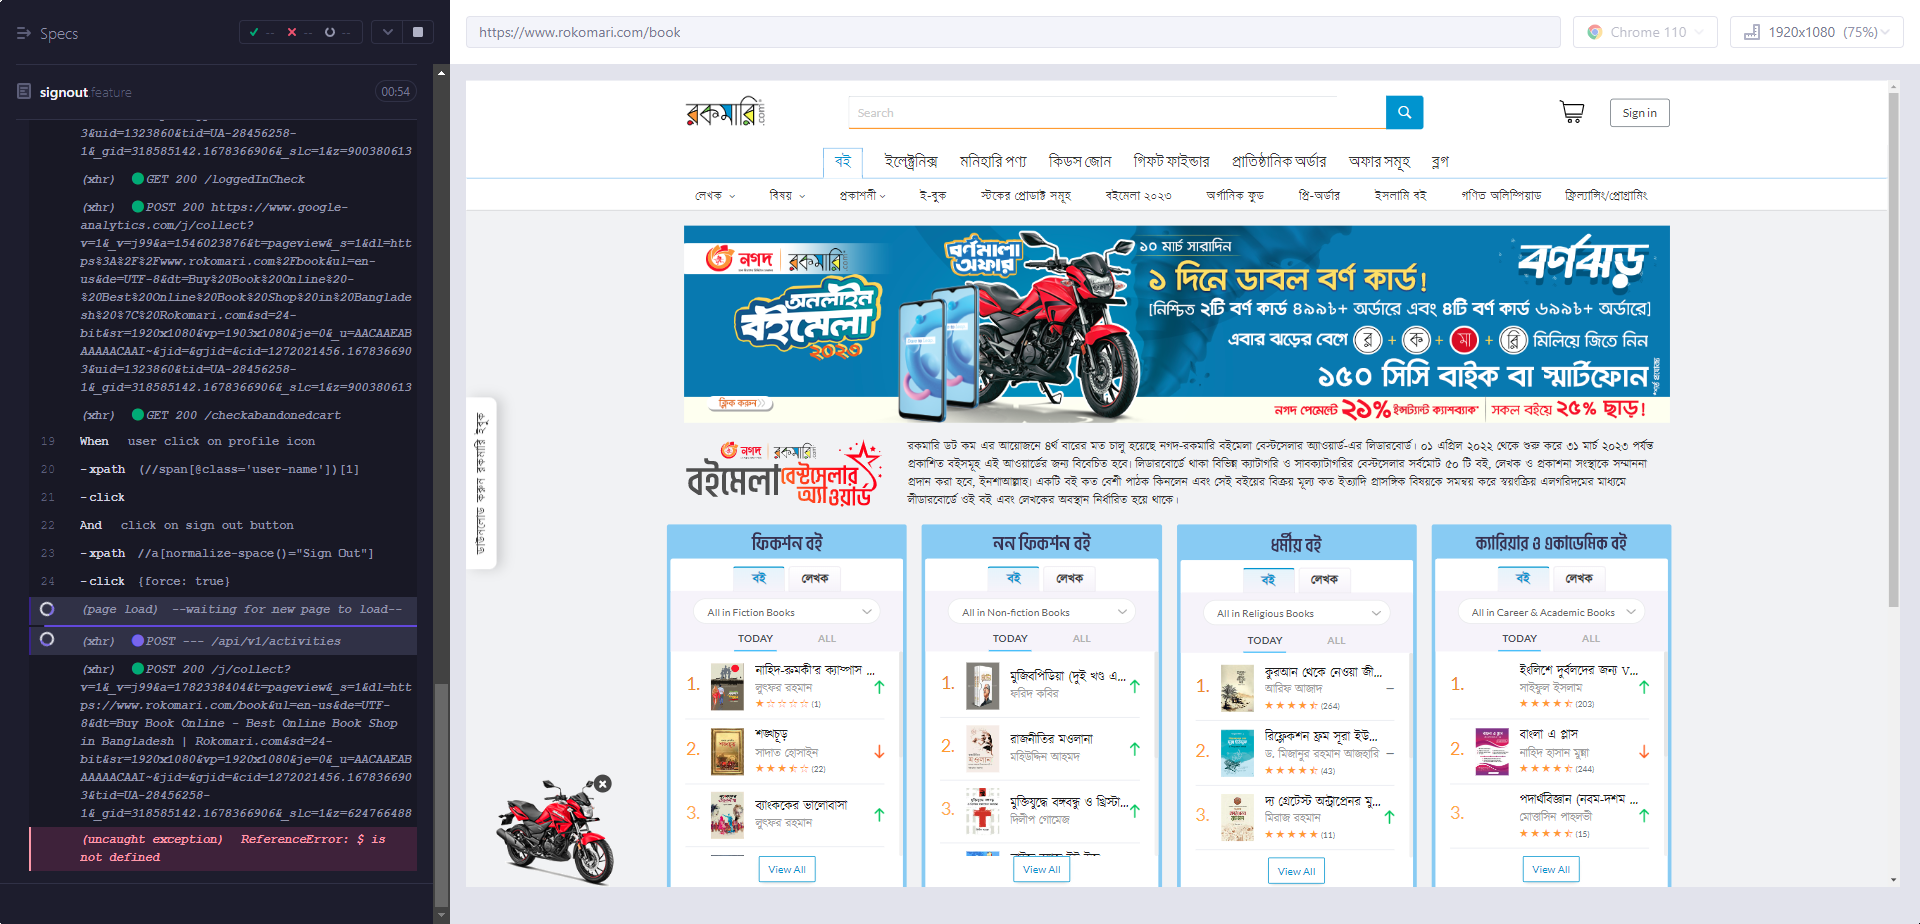 Specs
-- -- --
https://www.rokomari.com/book
Chrome 110
1920x1080 (75%)
signout.feature
00:54
3&uid=1323860&tid=UA-28456258-
1&_gid=318585142.1678366906&_slc=1&z=900380613
(xhr) GET 200 /loggedInCheck
(xhr) POST 200 https://www.google-
analytics.com/j/collect?
v=1&_v=j99&a=1546023876&t=pageview&_s=1&dl=htt
ps%3A%2F%2Fwww.rokomari.com%2Fbook&ul=en-
us&de=UTF-8&dt=Buy%20Book%20Online%20-
%20Best%20Online%20Book%20Shop%20in%20Banglade
sh%20%7C%20Rokomari.com&sd=24-
bit&sr=1920x1080&vp=1903x1080&je=0&_u=AACAAEAB
AAAAACAAI~&jid=&gjid=&cid=1272021456.167836690
3&uid=1323860&tid=UA-28456258-
1&_gid=318585142.1678366906&_slc=1&z=900380613
(xhr) GET 200 /checkabandonedcart
19 When user click on profile icon
20 -xpath (//span[@class='user-name'])[1]
21 -click
22 And click on sign out button
23 -xpath //a[normalize-space()="Sign Out"]
24 -click {force: true}
(page load) --waiting for new page to load--
(xhr) POST --- /api/v1/activities
(xhr) POST 200 /j/collect?
v=1&_v=j99&a=1782338404&t=pageview&_s=1&dl=htt
ps://www.rokomari.com/book&ul=en-us&de=UTF-
8&dt=Buy Book Online - Best Online Book Shop
in Bangladesh | Rokomari.com&sd=24-
bit&sr=1920x1080&vp=1920x1080&je=0&_u=AACAAEAB
AAAAACAAI~&jid=&gjid=&cid=1272021456.167836690
3&tid=UA-28456258-
1&_gid=318585142.1678366906&_slc=1&z=624766488
(uncaught exception) ReferenceError: $ is
not defined
রকমারি.com
Search
Sign in
বই ইলেক্ট্রনিক্স মনিহারি পণ্য কিডস জোন গিফট ফাইন্ডার প্রাতিষ্ঠানিক অর্ডার অফার সমূহ ব্লগ
লেখক বিষয় প্রকাশনী ই-বুক স্টকের প্রোডাক্ট সমূহ বইমেলা ২০২৩ অর্গানিক ফুড প্রি-অর্ডার ইসলামি বই গণিত অলিম্পিয়াড ফ্রিল্যান্সিং/প্রোগ্রামিং
নগদ রকমারি
অনলাইন
বইমেলা
২০২৩
ক্লিক করুন
বর্ণমালা
অফার
১০ মার্চ সারাদিন
বর্ণঝড়
১ দিনে ডাবল বর্ণ কার্ড!
[নিশ্চিত ২টি বর্ণ কার্ড ৪৯৯৳+ অর্ডারে এবং ৪টি বর্ণ কার্ড ৬৯৯৳+ অর্ডারে]
এবার ঝড়ের বেগে র + ক + মা + রি মিলিয়ে জিতে নিন
১৫০ সিসি বাইক বা স্মার্টফোন
নগদ পেমেন্টে ২১% ইন্সট্যান্ট ক্যাশব্যাক* সকল বইয়ে ২৫% ছাড়!
ডাউনলোড করুন রকমারি ইবুক
নগদ রকমারি
বইমেলা বেস্টসেলার
অ্যাওয়ার্ড
রকমারি ডট কম এর আয়োজনে ৪র্থ বারের মত চালু হয়েছে নগদ-রকমারি বইমেলা বেস্টসেলার অ্যাওয়ার্ড-এর লিডারবোর্ড। ০১ এপ্রিল ২০২২ থেকে শুরু করে ৩১ মার্চ ২০২৩ পর্যন্ত
প্রকাশিত বইসমূহ এই আওয়ার্ডের জন্য বিবেচিত হবে। লিডারবোর্ডে থাকা বিভিন্ন ক্যাটাগরি ও সাবক্যাটাগরির বেস্টসেলার সর্বমোট ৫০ টি বই, লেখক ও প্রকাশনা সংস্থাকে সম্মাননা
প্রদান করা হবে, ইনশাআল্লাহ। একটি বই কত বেশী পাঠক কিনলেন এবং সেই বইয়ের বিক্রয় মূল্য কত ইত্যাদি প্রাসঙ্গিক বিষয়কে সমন্বয় করে স্বয়ংক্রিয় এলগরিদমের মাধ্যমে
লীডারবোর্ডে ওই বই এবং লেখকের অবস্থান নির্ধারিত হয়ে থাকে।
ফিকশন বই
বই লেখক
All in Fiction Books
TODAY ALL
1. নাহিদ-রুমকী'র ক্যাম্পাস ...
লুৎফর রহমান
(1)
2. শঙ্খচূড়
সাদাত হোসাইন
(22)
3. ব্যাংককের ভালোবাসা
লুৎফর রহমান
View All
নন ফিকশন বই
বই লেখক
All in Non-fiction Books
TODAY ALL
1. মুজিবপিডিয়া (দুই খণ্ড এ...
ফরিদ কবির
2. রাজনীতির মওলানা
মহিউদ্দিন আহমদ
3. মুক্তিযুদ্ধে বঙ্গবন্ধু ও খ্রিস্টা...
দিলীপ গোমেজ
View All
ধর্মীয় বই
বই লেখক
All in Religious Books
TODAY ALL
1. কুরআন থেকে নেওয়া জী...
আরিফ আজাদ
(264)
2. রিফ্লেকশন ফ্রম সূরা ইউ...
ড. মিজানুর রহমান আজহারি
(43)
3. দ্য গ্রেটেস্ট অন্ট্রাপ্রেনর মু...
মিরাজ রহমান
(11)
View All
ক্যারিয়ার ও একাডেমিক বই
বই লেখক
All in Career & Academic Books
TODAY ALL
1. ইংলিশে দুর্বলদের জন্য V...
সাইফুল ইসলাম
(203)
2. বাংলা এ প্লাস
নাহিদ হাসান মুন্না
(244)
3. পদার্থবিজ্ঞান (নবম-দশম ...
মোত্তাসিন পাহলভী
(15)
View All